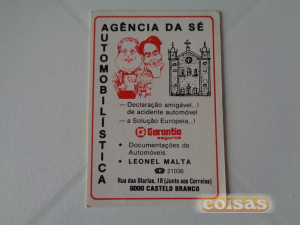 AGÊNCIA DA SÉ
AUTOMOBILÍSTICA
— Declaração amigável...!
de acidente automóvel
— a Solução Europeia...!
Garantia
seguros
• Documentações de
Automóveis
• LEONEL MALTA
☎ 21036
Rua das Olarias, 18 (Junto aos Correios)
6000 CASTELO BRANCO
coisas